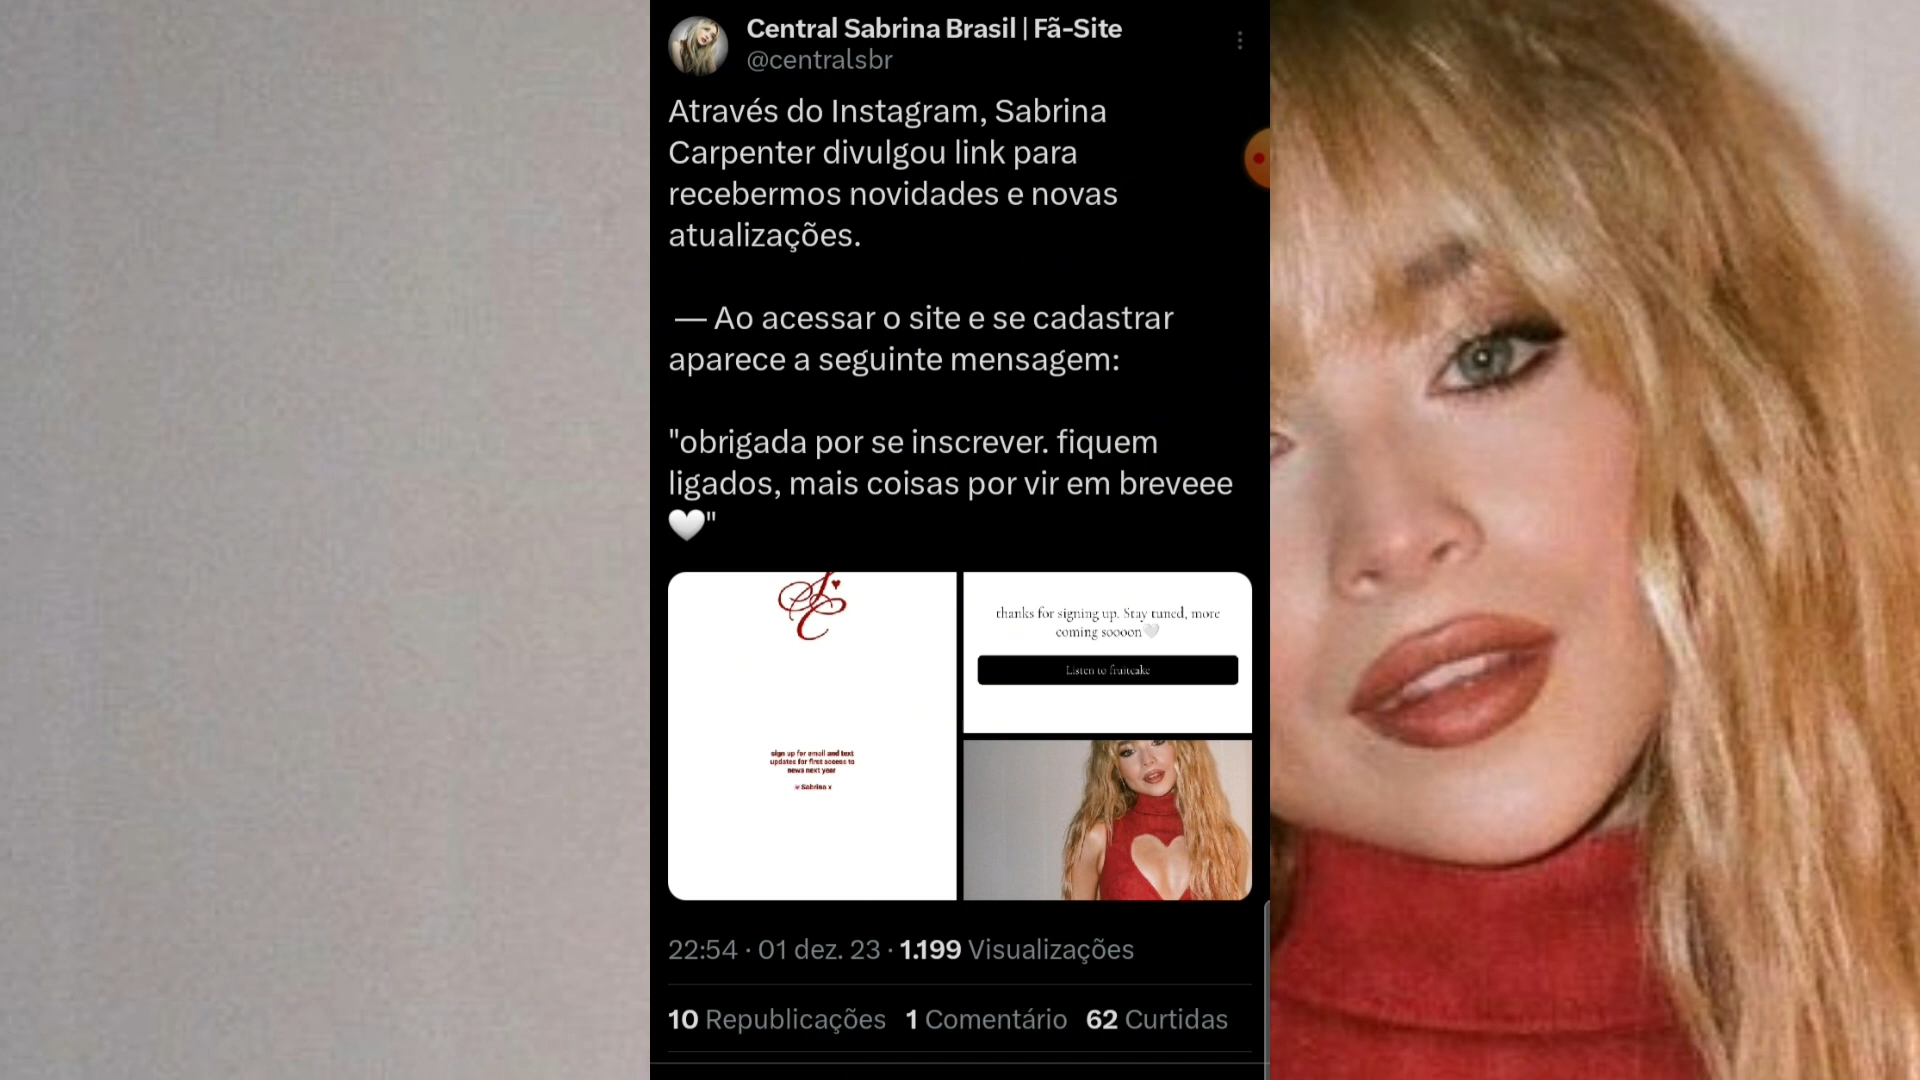 Central Sabrina Brasil | Fã-Site
@centralsbr
Através do Instagram, Sabrina
Carpenter divulgou link para
recebermos novidades e novas
atualizações.
— Ao acessar o site e se cadastrar
aparece a seguinte mensagem:
"obrigada por se inscrever. fiquem
ligados, mais coisas por vir em breveee
🤍"
SC
sign up for email and text
updates for first access to
news next year
♥ Sabrina x
thanks for signing up. Stay tuned, more
coming soooon🤍
Listen to fruitcake
22:54 · 01 dez. 23 · 1.199 Visualizações
10 Republicações 1 Comentário 62 Curtidas